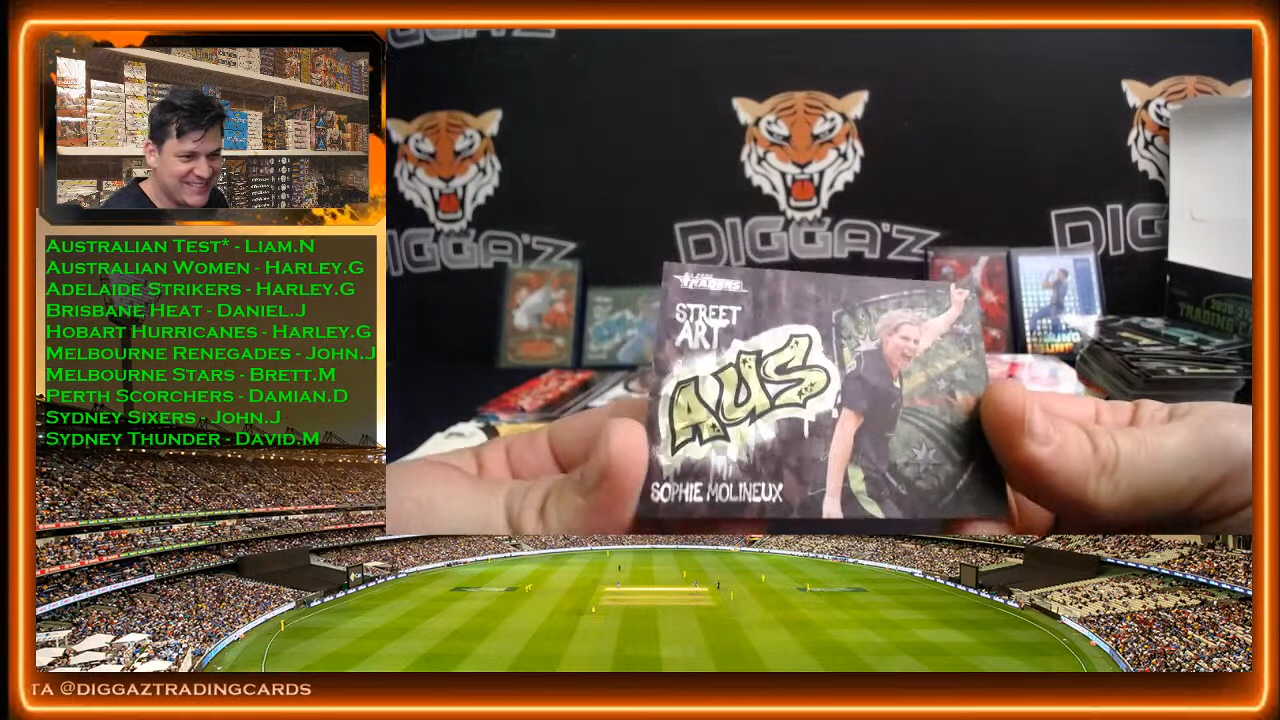 AUSTRALIAN TEST* - LIAM.N
AUSTRALIAN WOMEN - HARLEY.G
ADELAIDE STRIKERS - HARLEY.G
BRISBANE HEAT - DANIEL.J
HOBART HURRICANES - HARLEY.G
MELBOURNE RENEGADES - JOHN.J
MELBOURNE STARS - BRETT.M
PERTH SCORCHERS - DAMIAN.D
SYDNEY SIXERS - JOHN.J
SYDNEY THUNDER - DAVID.M
DIGGA'Z
DIGGA'Z
DIGGA'Z
TRADERS
STREET
ART
AUS
SOPHIE MOLINEUX
TA @DIGGAZTRADINGCARDS